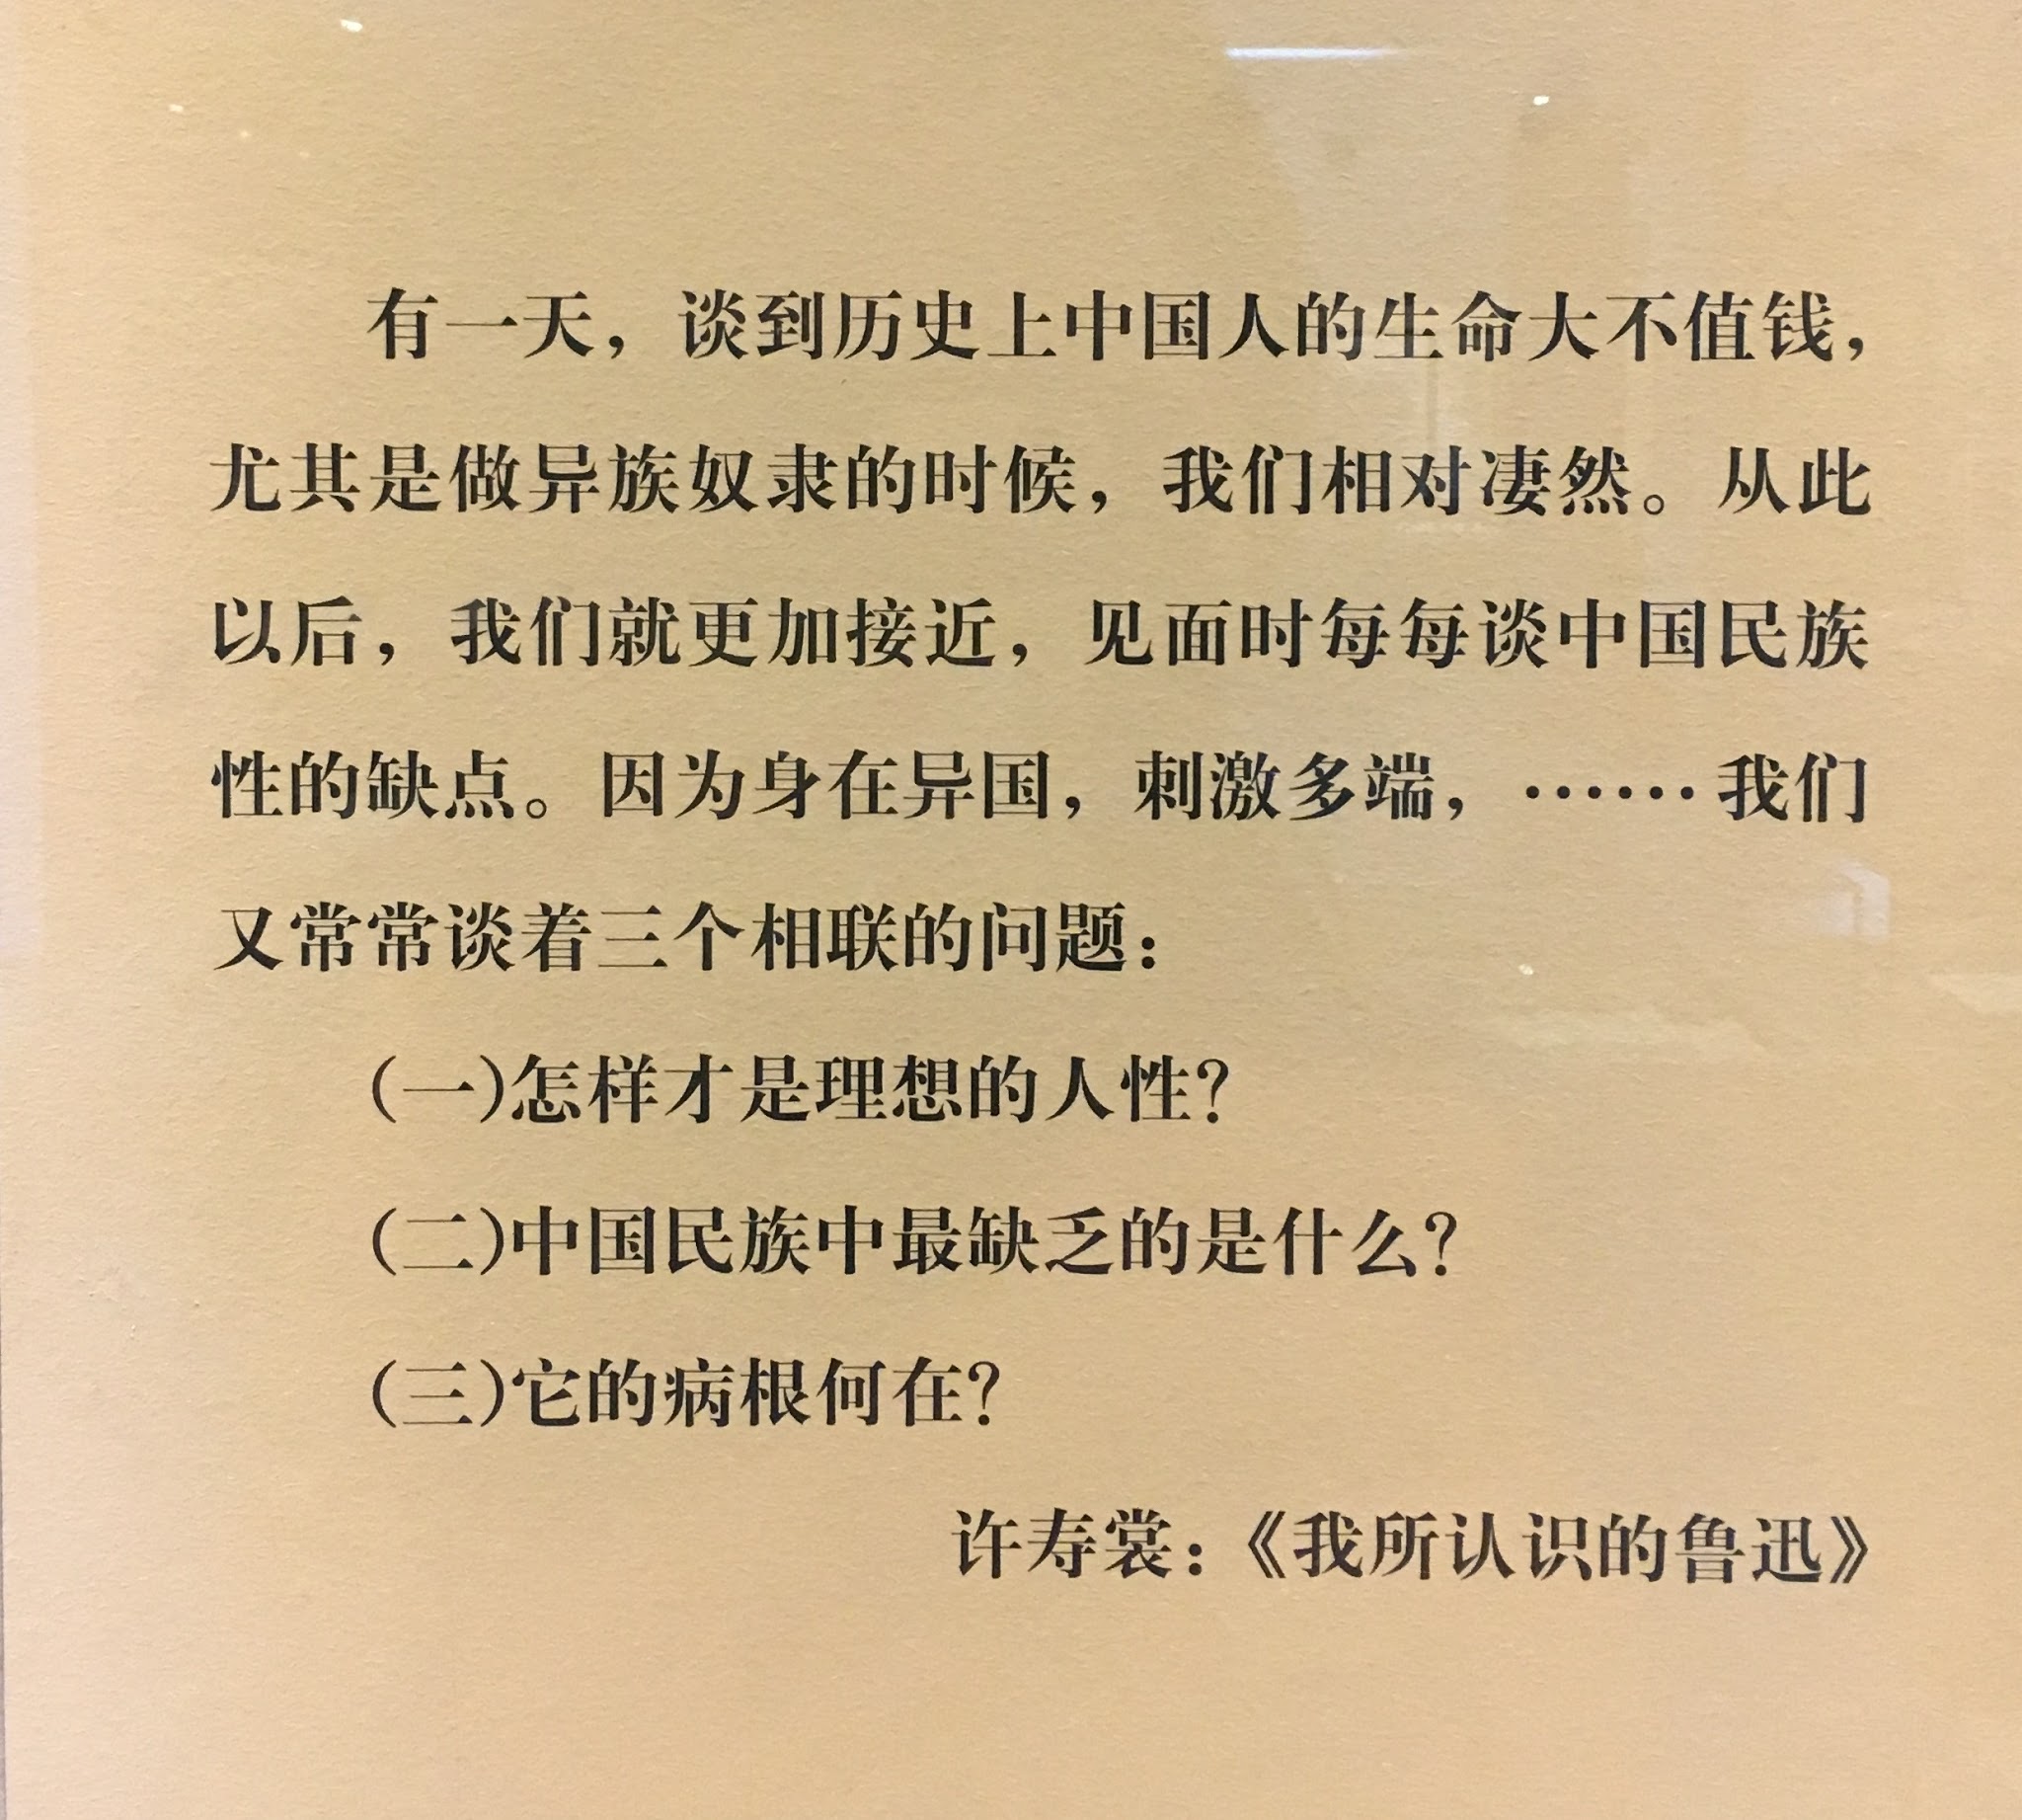 有一天，谈到历史上中国人的生命大不值钱，
尤其是做异族奴隶的时候，我们相对凄然。从此
以后，我们就更加接近，见面时每每谈中国民族
性的缺点。因为身在异国，刺激多端，……我们
又常常谈着三个相联的问题：
(一)怎样才是理想的人性？
(二)中国民族中最缺乏的是什么？
(三)它的病根何在？
许寿裳：《我所认识的鲁迅》